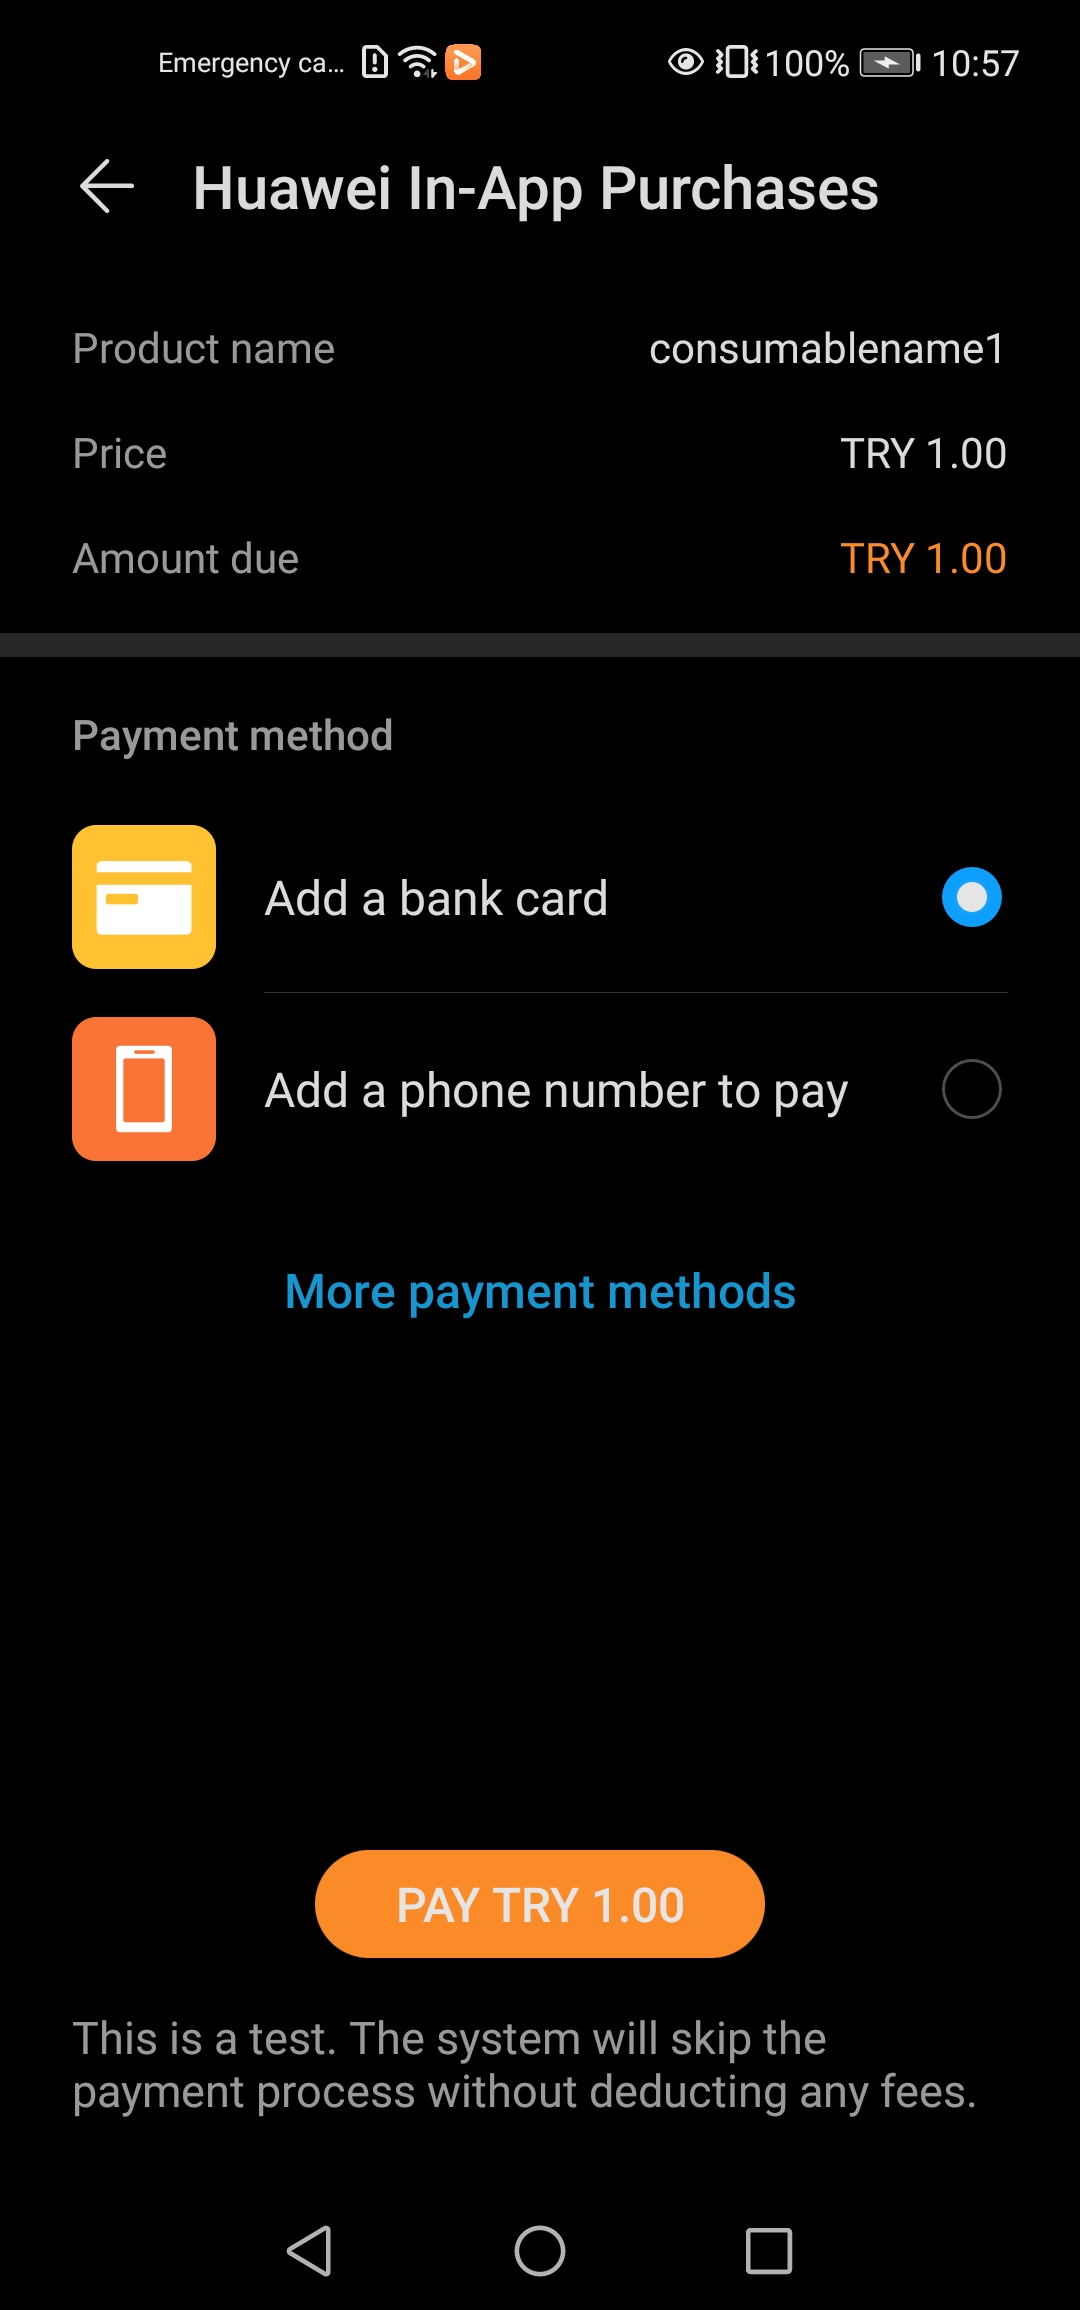 Emergency ca... 100% 10:57
Huawei In-App Purchases
Product name consumablename1
Price TRY 1.00
Amount due TRY 1.00
Payment method
Add a bank card
Add a phone number to pay
More payment methods
PAY TRY 1.00
This is a test. The system will skip the
payment process without deducting any fees.